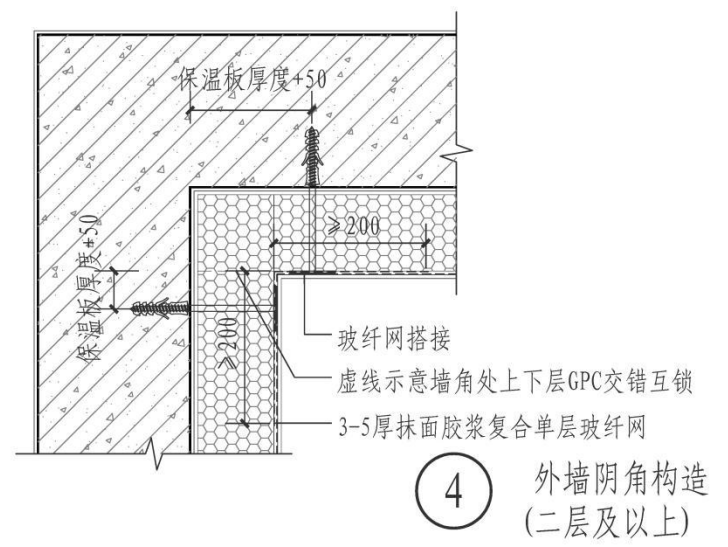 保温板厚度+50
≥200
保温板厚度+50
≥200
玻纤网搭接
虚线示意墙角处上下层GPC交错互锁
3-5厚抹面胶浆复合单层玻纤网
4
外墙阴角构造
(二层及以上)